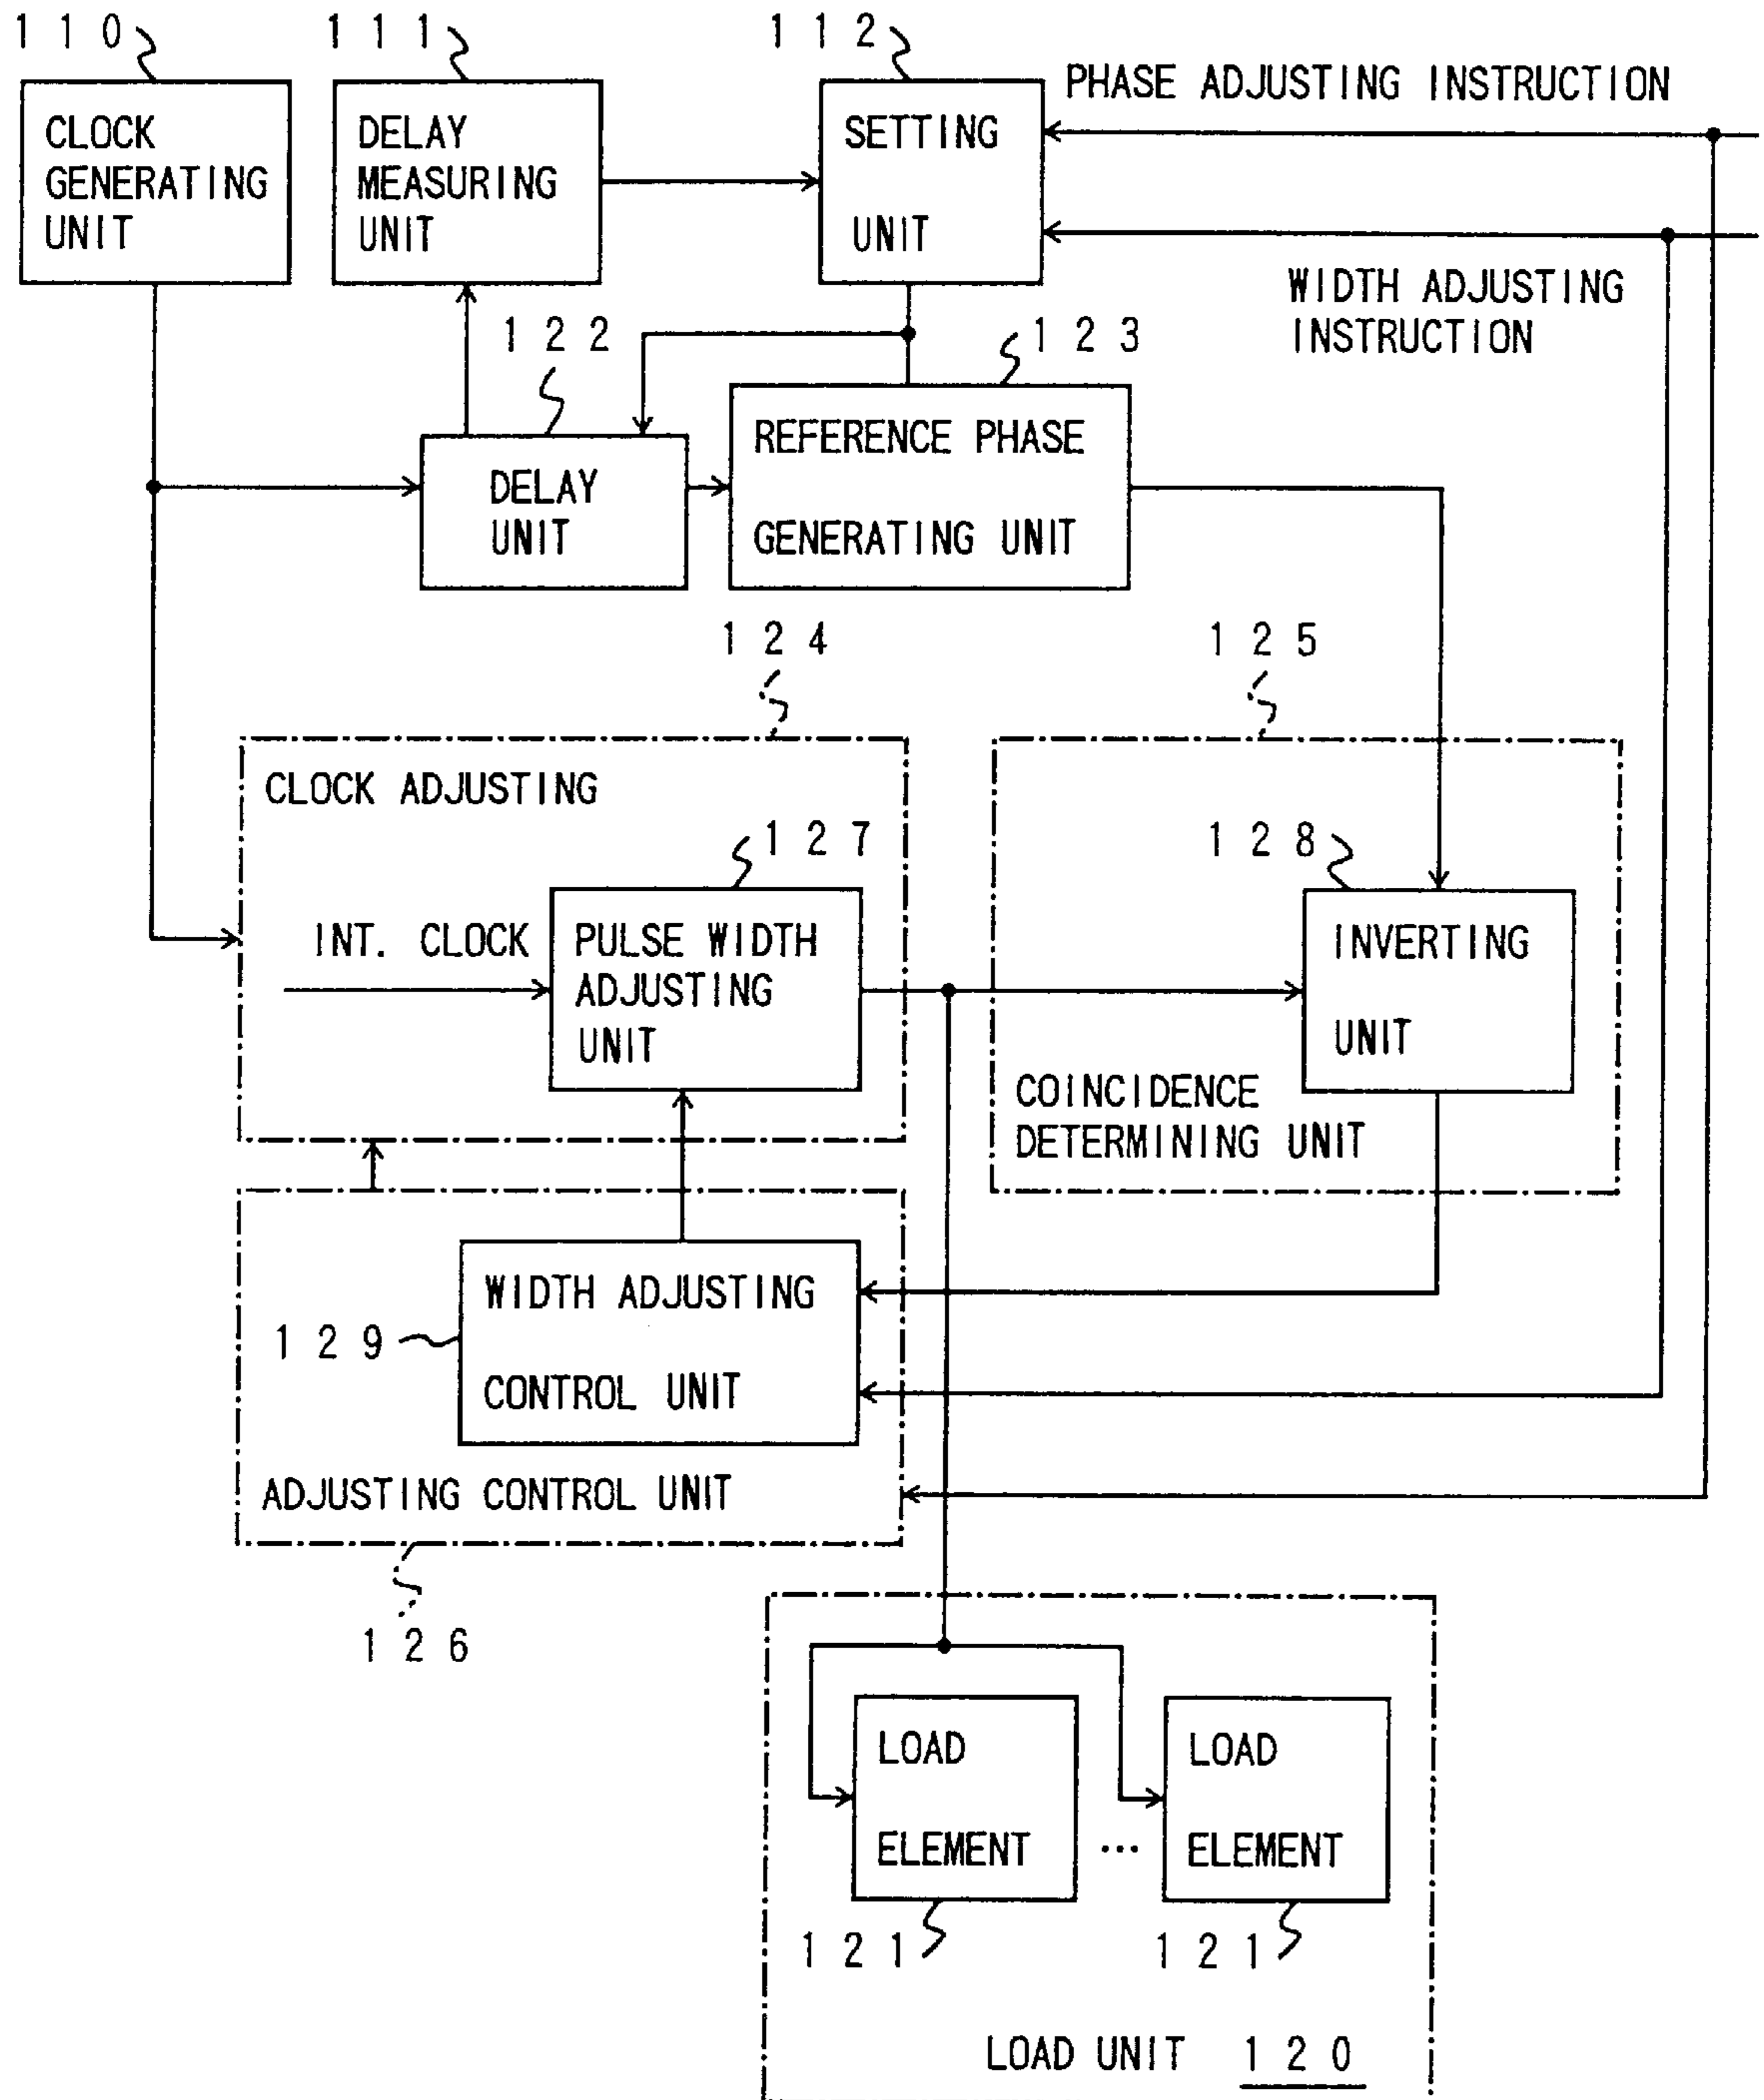 110
111
112
CLOCK
GENERATING
UNIT
DELAY
MEASURING
UNIT
SETTING
UNIT
PHASE ADJUSTING INSTRUCTION
WIDTH ADJUSTING
INSTRUCTION
122
123
DELAY
UNIT
REFERENCE PHASE
GENERATING UNIT
124
125
CLOCK ADJUSTING
127
128
INT. CLOCK
PULSE WIDTH
ADJUSTING
UNIT
INVERTING
UNIT
COINCIDENCE
DETERMINING UNIT
WIDTH ADJUSTING
CONTROL UNIT
129
ADJUSTING CONTROL UNIT
126
LOAD
ELEMENT
...
LOAD
ELEMENT
121
121
LOAD UNIT 120